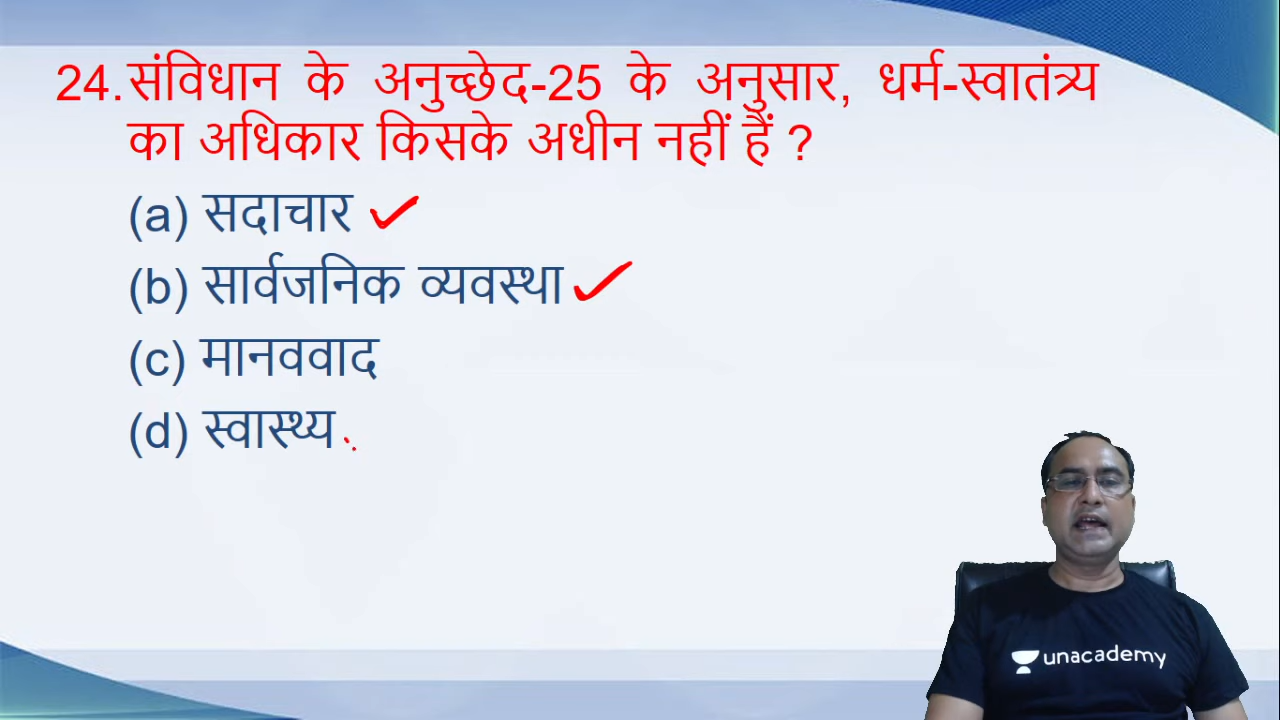 24. संविधान के अनुच्छेद-25 के अनुसार, धर्म-स्वातंत्र्य
का अधिकार किसके अधीन नहीं हैं ?
(a) सदाचार
(b) सार्वजनिक व्यवस्था
(c) मानववाद
(d) स्वास्थ्य
unacademy